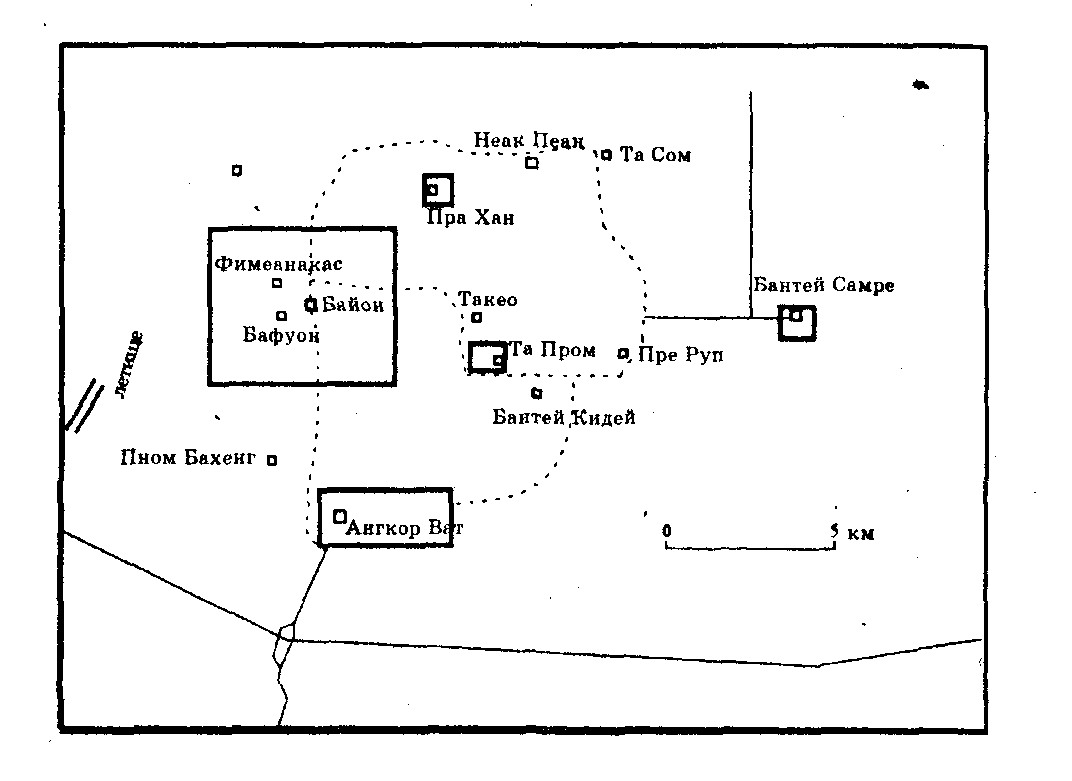 Неак Пеан
Та Сом
Пра Хан
Фимеанакас
Бантей Самре
Байон
Такео
Бафуон
Та Пром
Пре Руп
летище
Бантей Кидей
Пном Бахенг
Ангкор Ват
0 5 км